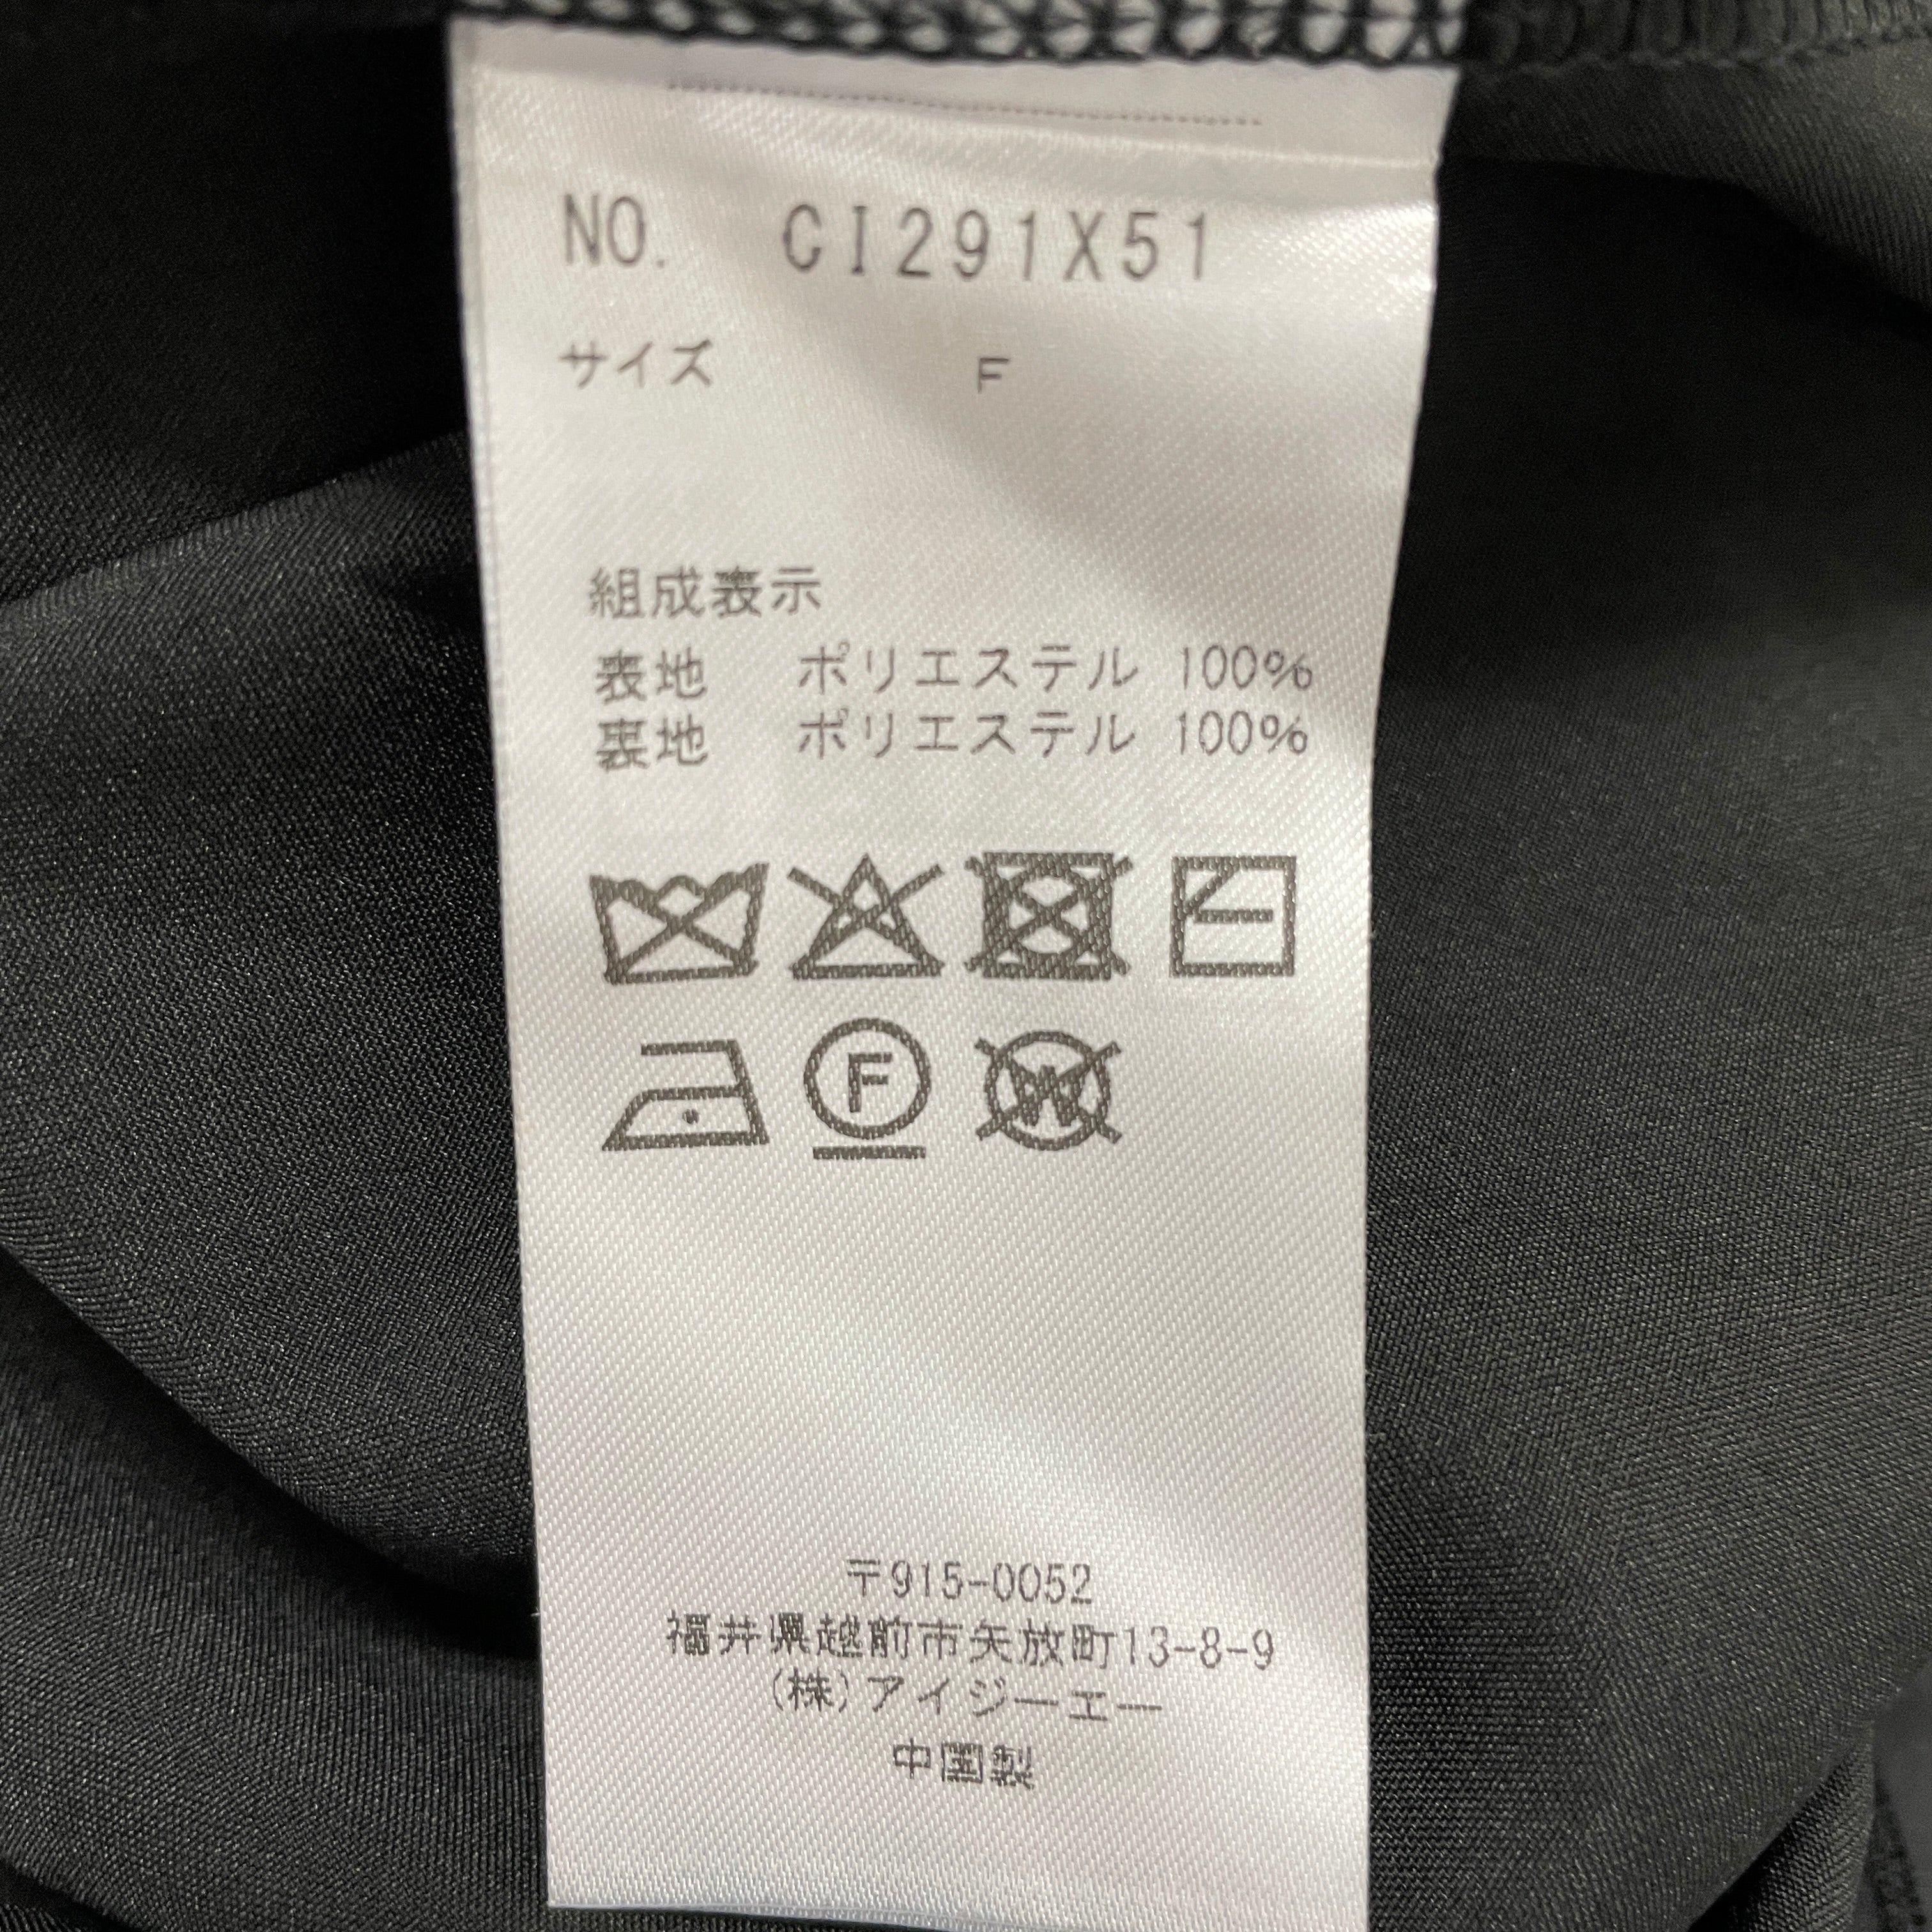 NO. CI291X51
サイズ F
組成表示
表地 ポリエステル 100%
裏地 ポリエステル 100%
F
W
〒915-0052
福井県越前市矢放町13-8-9
(株)アイジーエー
中国製